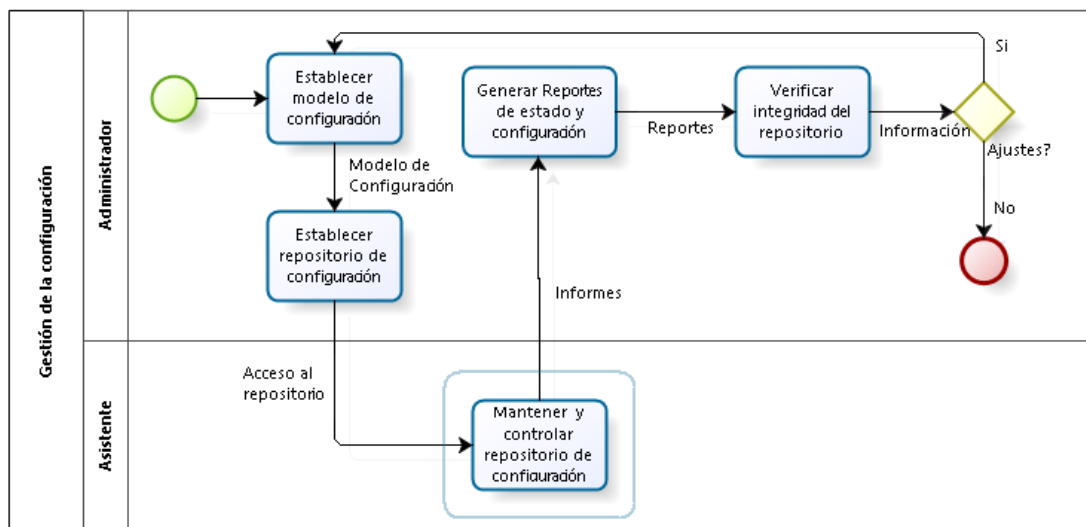 Gestión de la configuración
Administrador
Asistente
Establecer
modelo de
configuración
Modelo de
Configuración
Establecer
repositorio de
configuración
Acceso al
repositorio
Mantener y
controlar
repositorio de
configuración
Informes
Generar Reportes
de estado y
configuración
Reportes
Verificar
integridad del
repositorio
Información
Ajustes?
Si
No